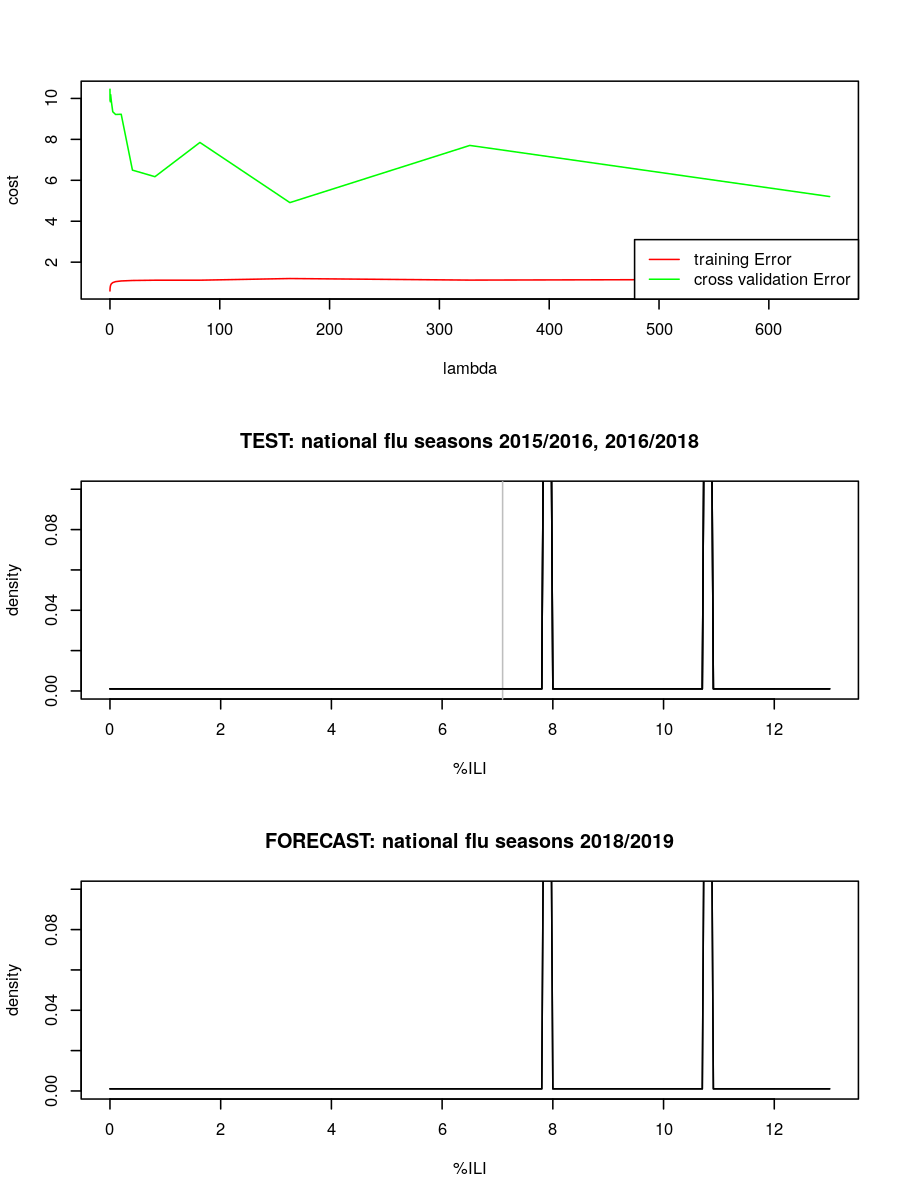 10
8
6
4
2
cost
training Error
cross validation Error
0 100 200 300 400 500 600
lambda
TEST: national flu seasons 2015/2016, 2016/2018
0.08
0.04
0.00
density
0 2 4 6 8 10 12
%ILI
FORECAST: national flu seasons 2018/2019
0.08
0.04
0.00
density
0 2 4 6 8 10 12
%ILI